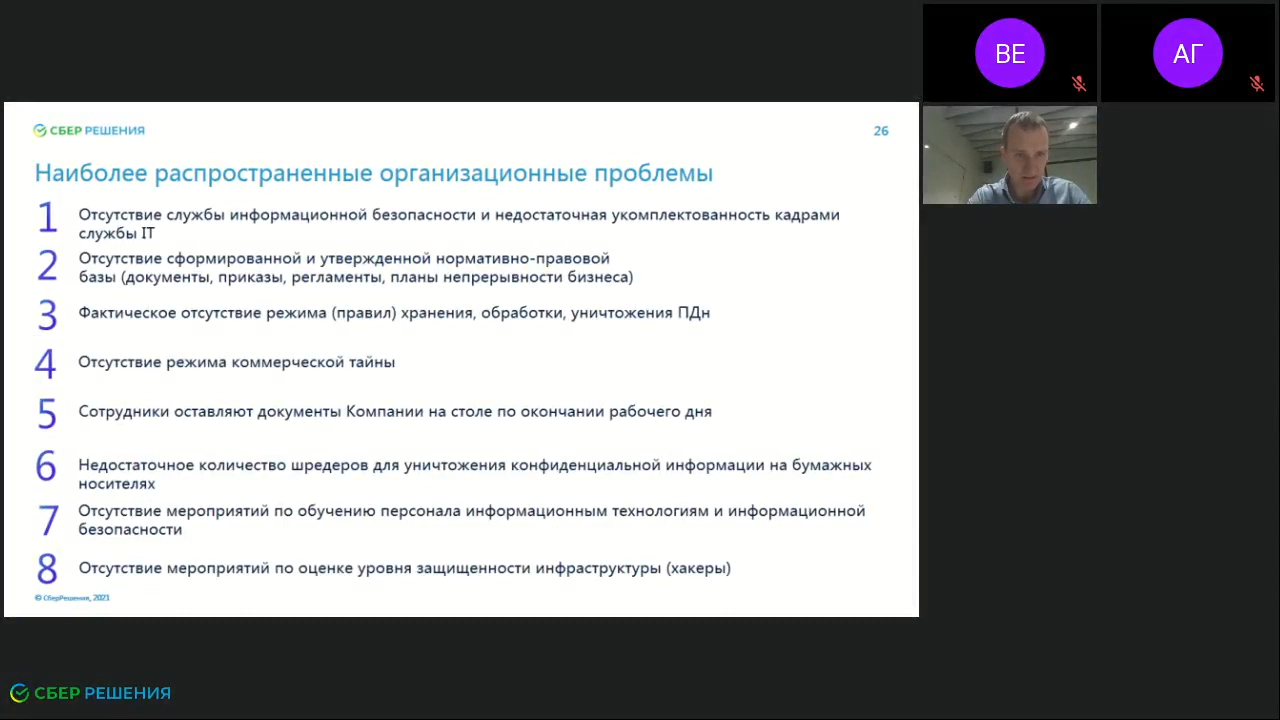 ВЕ
АГ
СБЕР РЕШЕНИЯ
26
Наиболее распространенные организационные проблемы
1
Отсутствие службы информационной безопасности и недостаточная укомплектованность кадрами
службы IT
2
Отсутствие сформированной и утвержденной нормативно-правовой
базы (документы, приказы, регламенты, планы непрерывности бизнеса)
3
Фактическое отсутствие режима (правил) хранения, обработки, уничтожения ПДн
4
Отсутствие режима коммерческой тайны
5
Сотрудники оставляют документы Компании на столе по окончании рабочего дня
6
Недостаточное количество шредеров для уничтожения конфиденциальной информации на бумажных
носителях
7
Отсутствие мероприятий по обучению персонала информационным технологиям и информационной
безопасности
8
Отсутствие мероприятий по оценке уровня защищенности инфраструктуры (хакеры)
© СберРешения, 2021
СБЕР РЕШЕНИЯ